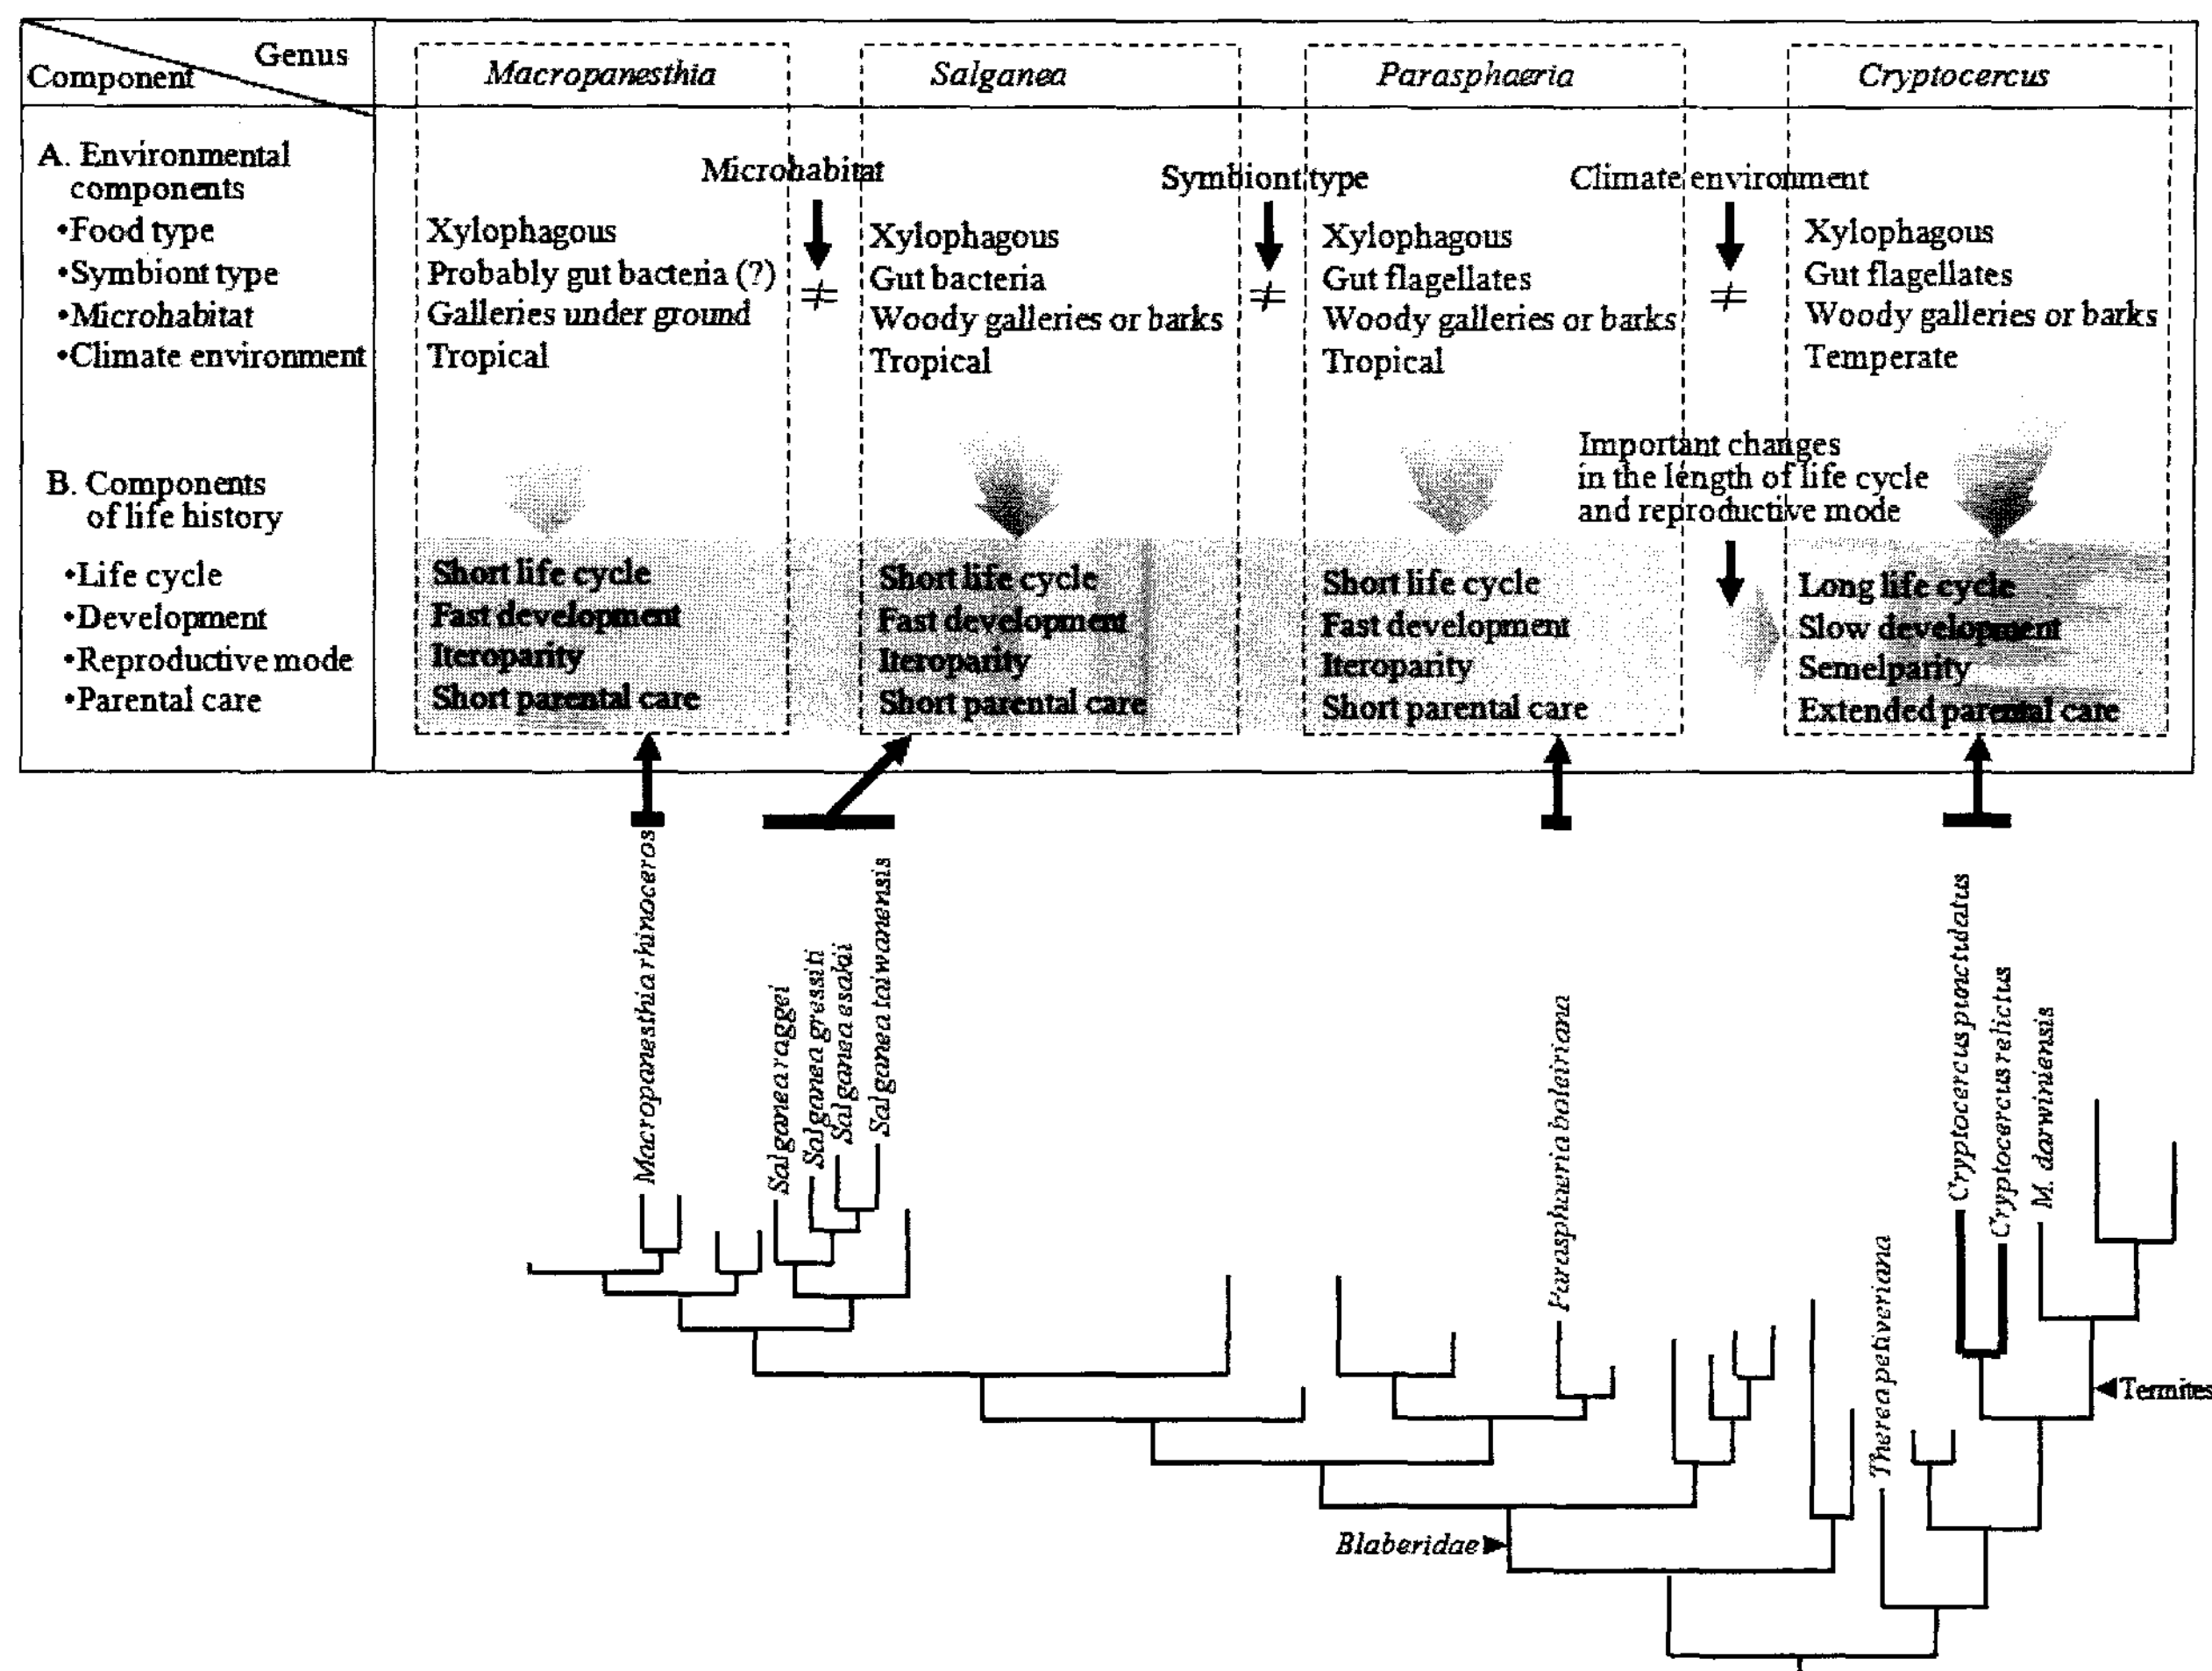 Genus
Component
Macropanesthia
Salganea
Parasphaeria
Cryptocercus
A. Environmental
components
•Food type
•Symbiont type
•Microhabitat
•Climate environment
Microhabitat
Symbiont type
Climate environment
Xylophagous
Probably gut bacteria (?)
Galleries under ground
Tropical
≠
Xylophagous
Gut bacteria
Woody galleries or barks
Tropical
≠
Xylophagous
Gut flagellates
Woody galleries or barks
Tropical
≠
Xylophagous
Gut flagellates
Woody galleries or barks
Temperate
Important changes
in the length of life cycle
and reproductive mode
B. Components
of life history
•Life cycle
•Development
•Reproductive mode
•Parental care
Short life cycle
Fast development
Iteroparity
Short parental care
Short life cycle
Fast development
Iteroparity
Short parental care
Short life cycle
Fast development
Iteroparity
Short parental care
Long life cycle
Slow development
Semelparity
Extended parental care
Macropanesthia rhinoceros
Salganea raggei
Salganea gressiti
Salganea esakii
Salganea taiwanensis
Parasphaeria boleiriana
Therea petiveriana
Cryptocercus punctulatus
Cryptocercus relictus
M. darwiniensis
Termites
Blaberidae